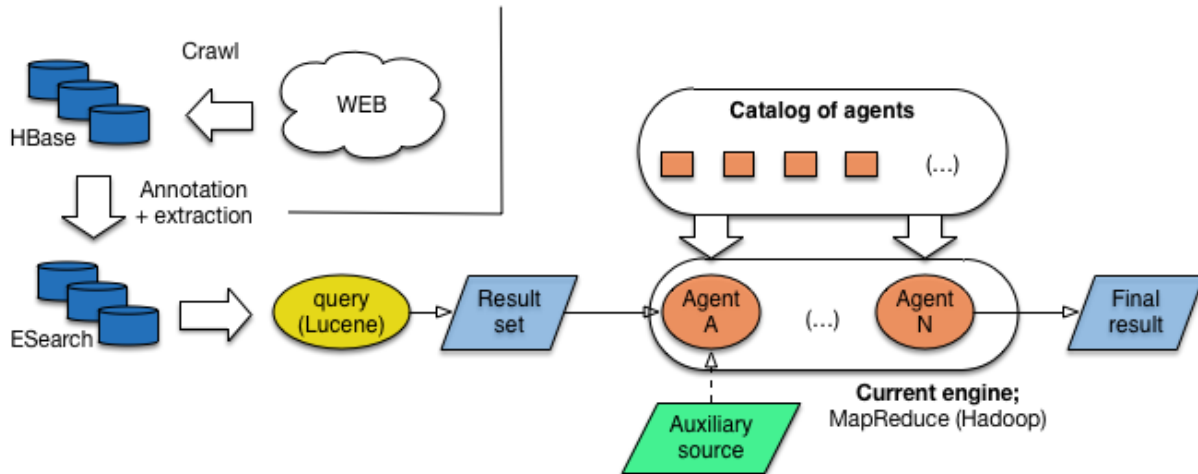 Crawl
WEB
HBase
Annotation
+ extraction
Catalog of agents
(...)
ESearch
query
(Lucene)
Result
set
Agent
A
(...)
Agent
N
Final
result
Auxiliary
source
Current engine;
MapReduce (Hadoop)